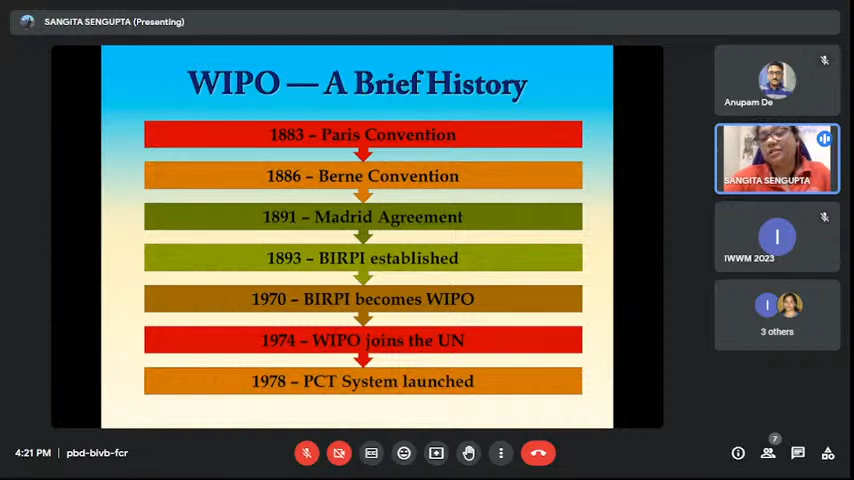 SANGITA SENGUPTA (Presenting)
WIPO — A Brief History
1883 – Paris Convention
1886 – Berne Convention
1891 – Madrid Agreement
1893 – BIRPI established
1970 – BIRPI becomes WIPO
1974 – WIPO joins the UN
1978 – PCT System launched
Anupam De
SANGITA SENGUPTA
I
IWWM 2023
I
3 others
4:21 PM | pbd-bivb-fcr
CC
7